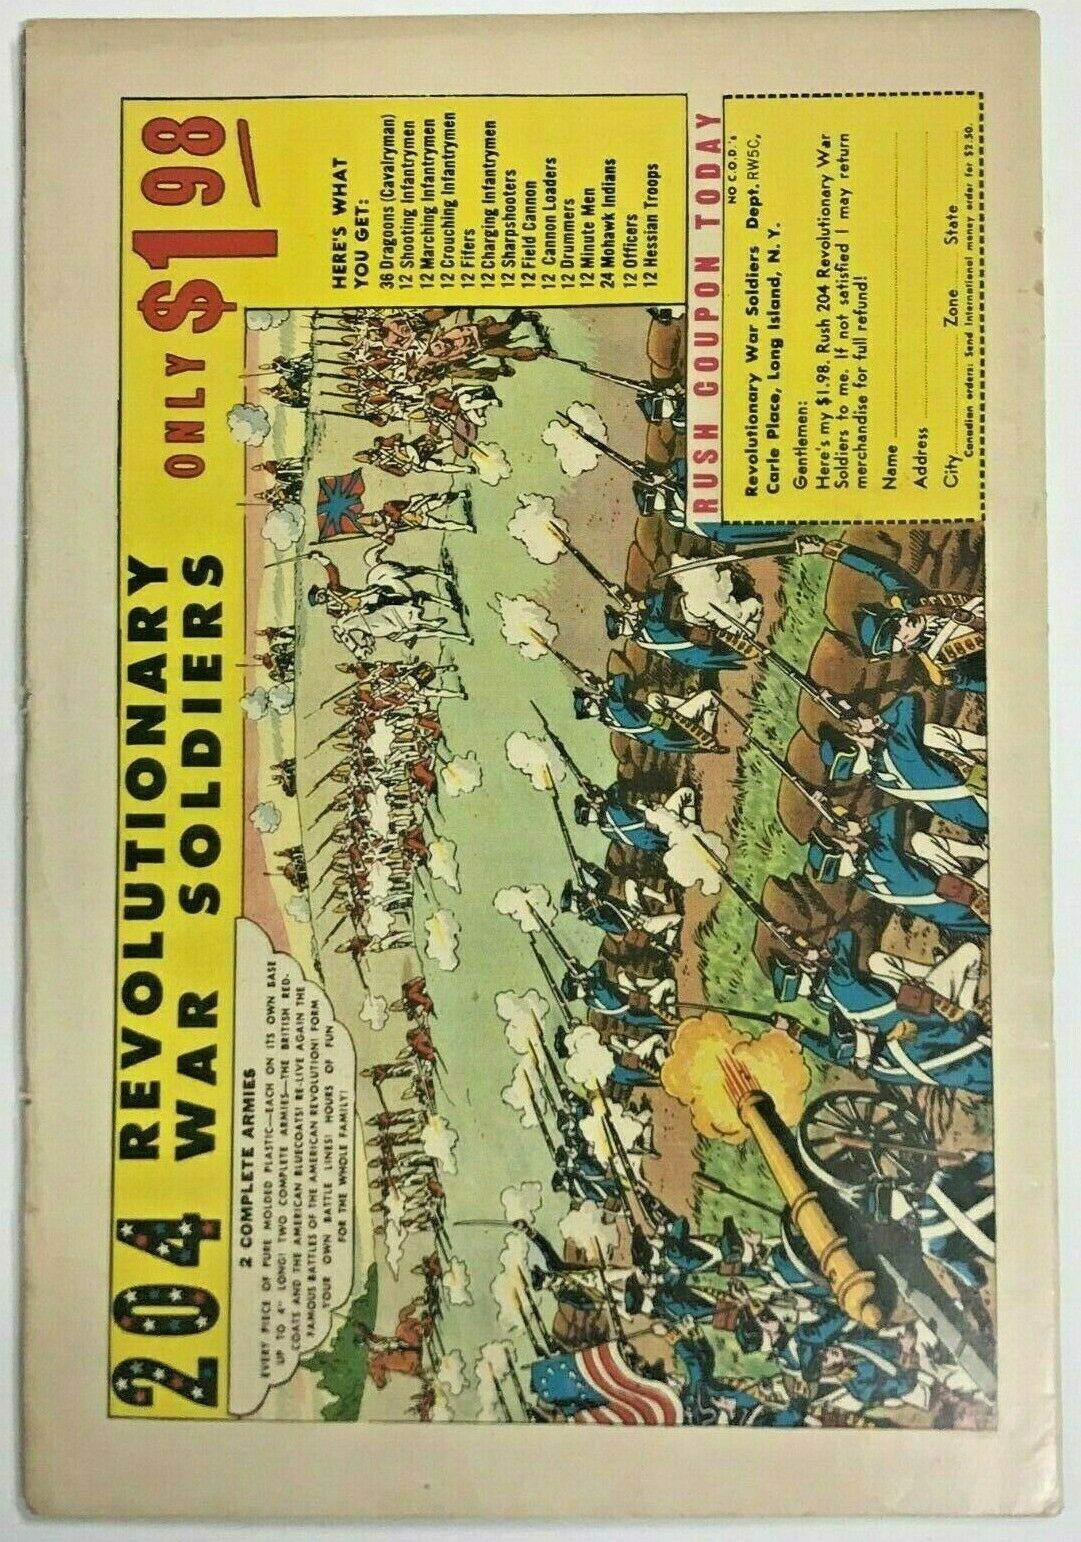 204 REVOLUTIONARY
WAR SOLDIERS
ONLY $1 98
2 COMPLETE ARMIES
EVERY PIECE OF PURE MOLDED PLASTIC—EACH ON ITS OWN BASE
UP TO 4" LONG! TWO COMPLETE ARMIES—THE BRITISH RED-
COATS AND THE AMERICAN BLUECOATS! RE-LIVE AGAIN THE
FAMOUS BATTLES OF THE AMERICAN REVOLUTION! FORM
YOUR OWN BATTLE LINES! HOURS OF FUN
FOR THE WHOLE FAMILY!
HERE'S WHAT
YOU GET:
36 Dragoons (Cavalryman)
12 Shooting Infantrymen
12 Marching Infantrymen
12 Crouching Infantrymen
12 Fifers
12 Charging Infantrymen
12 Sharpshooters
12 Field Cannon
12 Cannon Loaders
12 Drummers
12 Minute Men
24 Mohawk Indians
12 Officers
12 Hessian Troops
RUSH COUPON TODAY
NO C.O.D.'s
Revolutionary War Soldiers Dept. RW5C,
Carle Place, Long Island, N. Y.
Gentlemen:
Here's my $1.98. Rush 204 Revolutionary War
Soldiers to me. If not satisfied I may return
merchandise for full refund!
Name
Address
City Zone State
Canadian orders: Send International money order for $2.50.